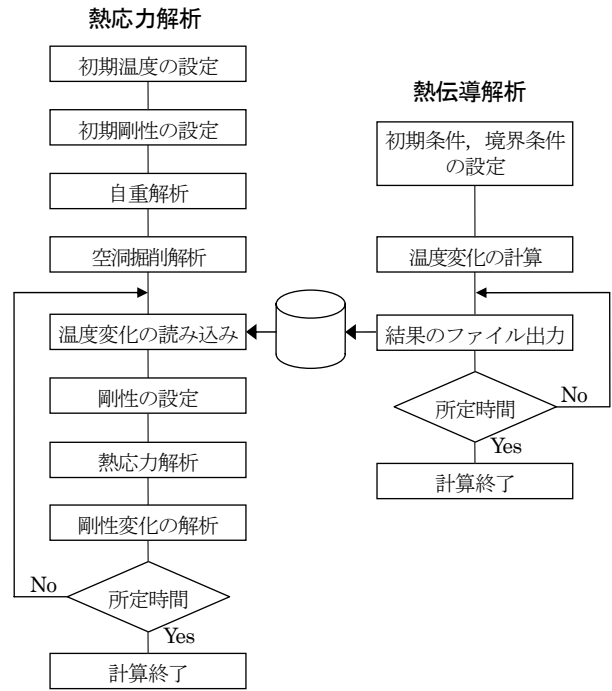 熱応力解析
初期温度の設定
初期剛性の設定
自重解析
空洞掘削解析
温度変化の読み込み
剛性の設定
熱応力解析
剛性変化の解析
No
所定時間
Yes
計算終了
熱伝導解析
初期条件，境界条件
の設定
温度変化の計算
結果のファイル出力
所定時間
No
Yes
計算終了